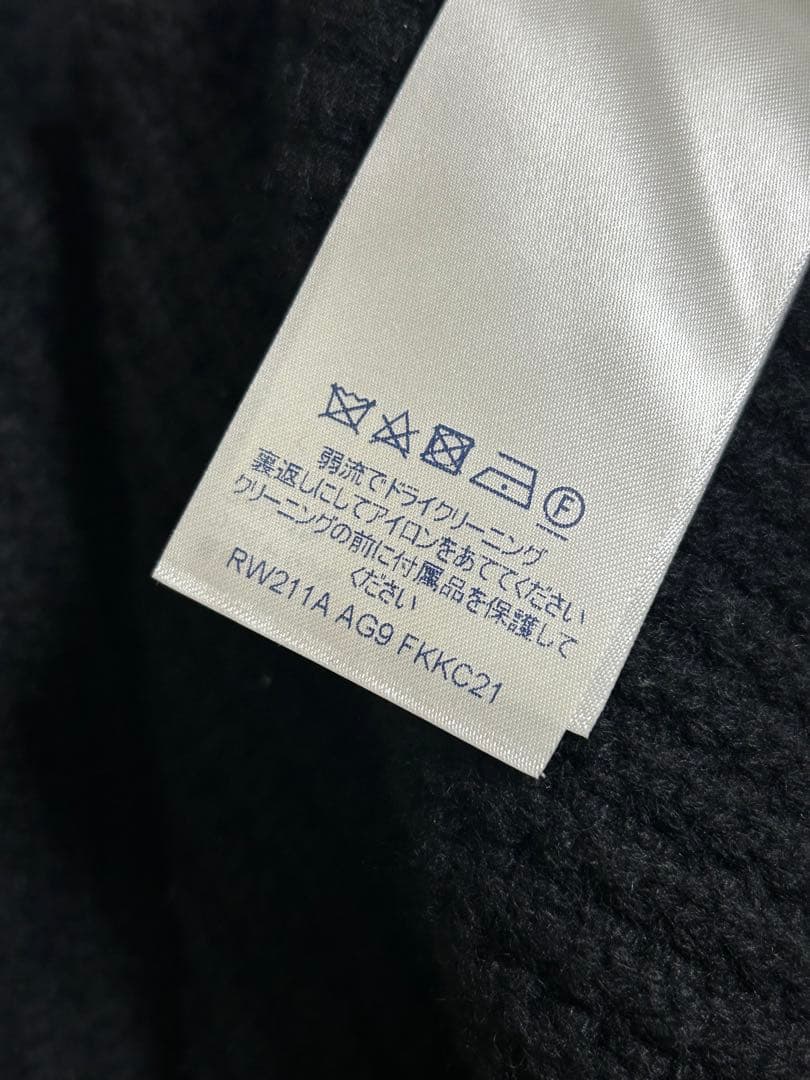 F
弱流でドライクリーニング
裏返しにしてアイロンをあててください
クリーニングの前に付属品を保護して
ください
RW211A AG9 FKKC21